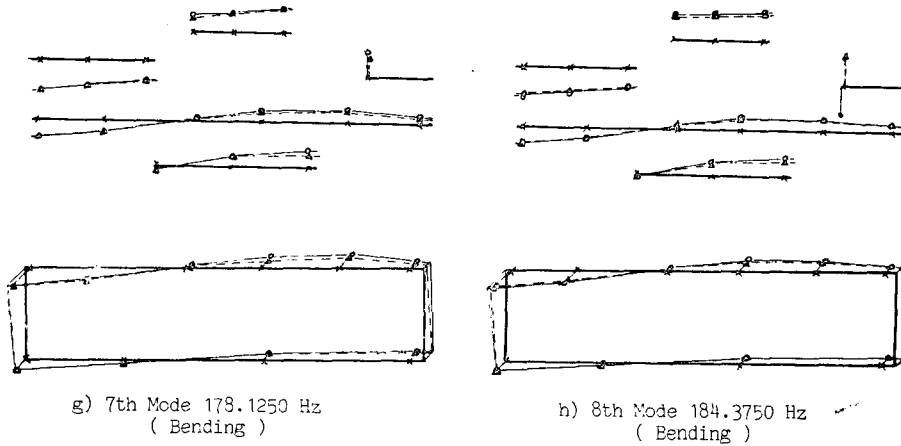 g) 7th Mode 178.1250 Hz
( Bending )
h) 8th Mode 184.3750 Hz
( Bending )